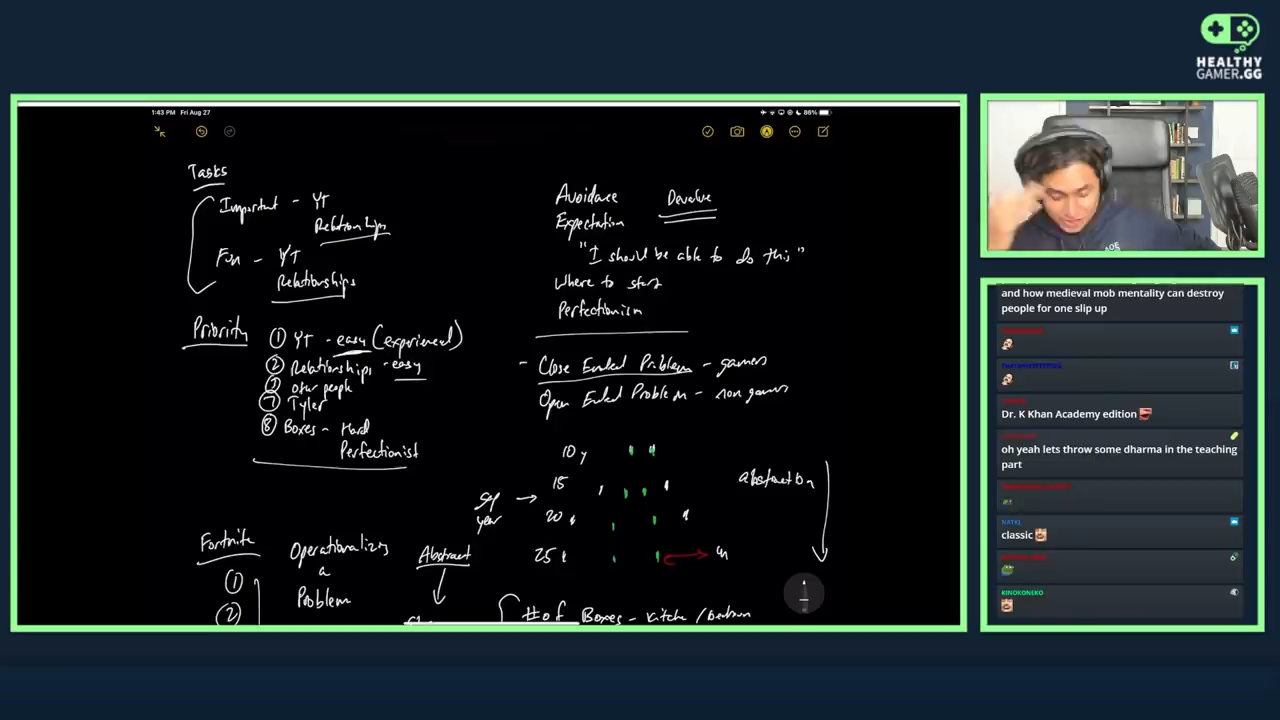 HEALTHY
GAMER.GG
1:43 PM Fri Aug 27
86%
Tasks
Important - YT
Relationships
Fun - YT
Relationships
Priority
① YT - easy (experienced)
② Relationships - easy
③ other people
⑦ Tyler
⑧ Boxes - Hard
Perfectionist
Fortnite
①
②
Operationalizing
a
Problem
Abstract
Avoidance Devalue
Expectation
"I should be able to do this"
Where to start
Perfectionism
- Close Ended Problem - gamers
Open Ended Problem - non gamers
10 y
15
20
25
year
abstraction
# of Boxes - Kitchen / Bedroom
and how medieval mob mentality can destroy
people for one slip up
Dr. K Khan Academy edition
oh yeah lets throw some dharma in the teaching
part
NATKL
classic
KINOKONEKO